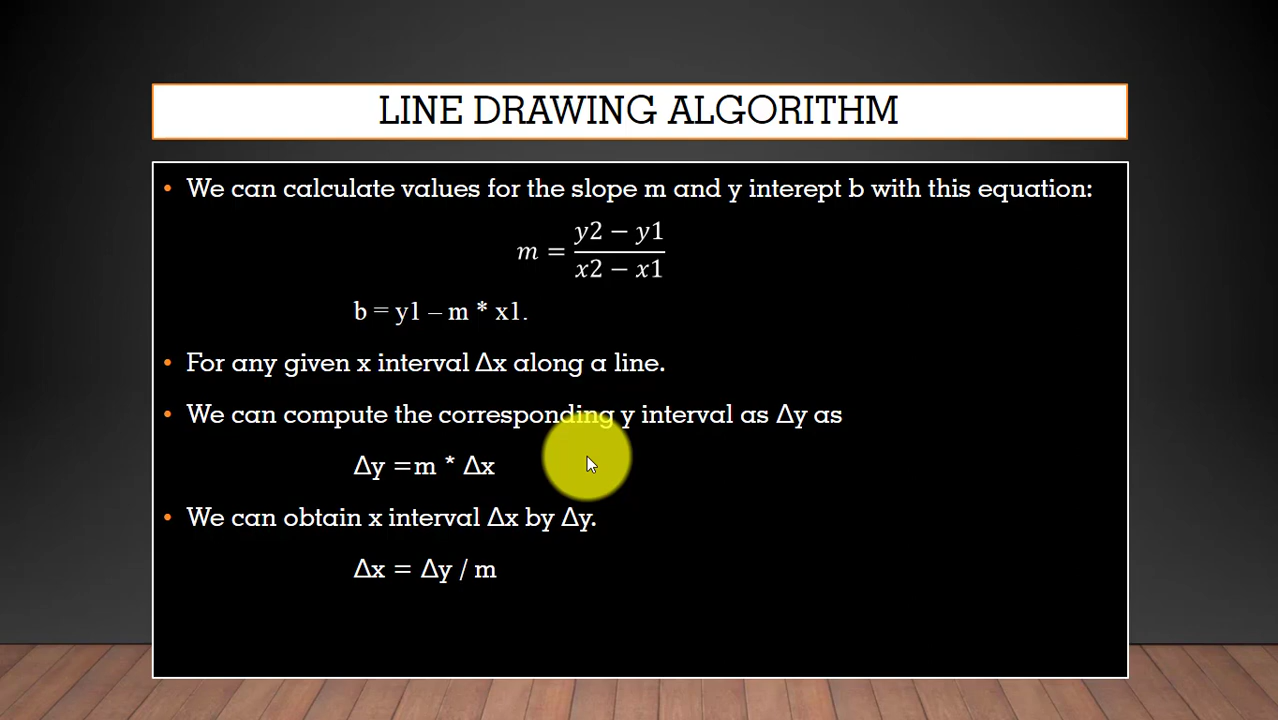 LINE DRAWING ALGORITHM
• We can calculate values for the slope m and y interept b with this equation:
m = y2 − y1 / x2 − x1
b = y1 – m * x1.
• For any given x interval Δx along a line.
• We can compute the corresponding y interval as Δy as
Δy =m * Δx
• We can obtain x interval Δx by Δy.
Δx = Δy / m